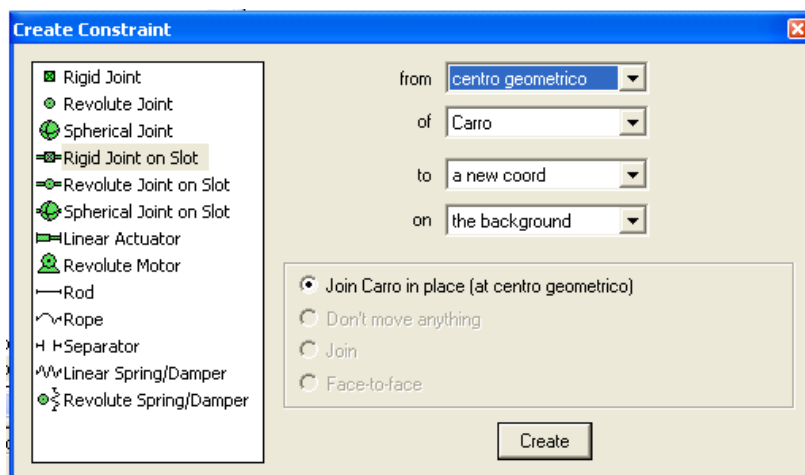 Create Constraint
Rigid Joint
Revolute Joint
Spherical Joint
Rigid Joint on Slot
Revolute Joint on Slot
Spherical Joint on Slot
Linear Actuator
Revolute Motor
Rod
Rope
Separator
Linear Spring/Damper
Revolute Spring/Damper
from centro geometrico
of Carro
to a new coord
on the background
Join Carro in place (at centro geometrico)
Don't move anything
Join
Face-to-face
Create